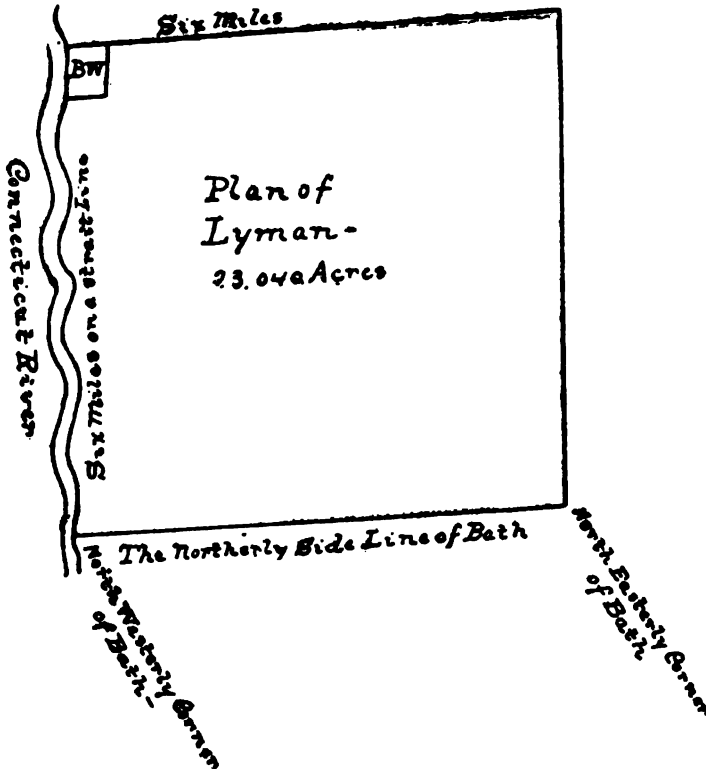 Six Miles
BW
Connecticut River
Six Miles on a strait Line
Plan of
Lyman -
23.040 Acres
The Northerly Side Line of Bath
North Westerly Corner
of Bath -
North Easterly Corner
of Bath